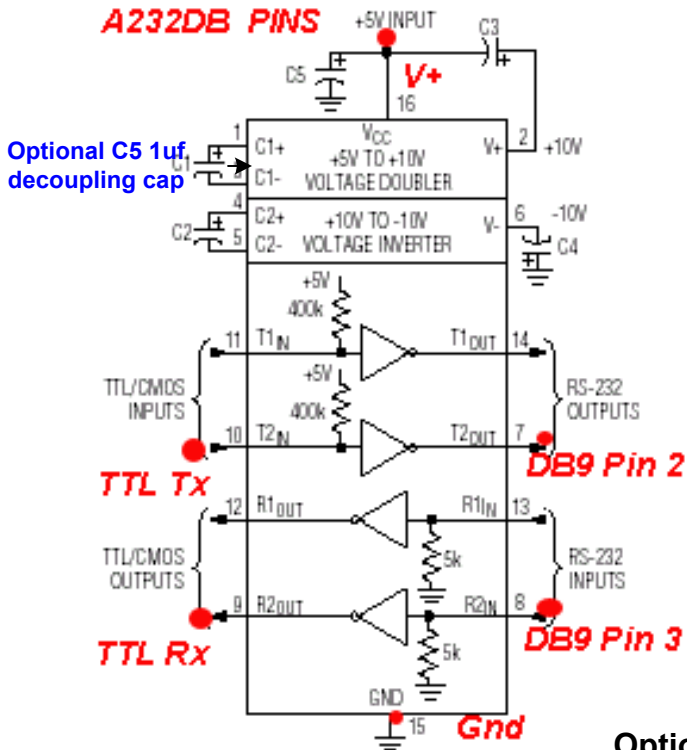 A232DB PINS
+5V INPUT
C3
C5
V+
16
1
C1+
VCC
+5V TO +10V
VOLTAGE DOUBLER
V+
2
+10V
Optional C5 1uf
decoupling cap
C1
C1-
4
C2+
+10V TO -10V
VOLTAGE INVERTER
V-
6
-10V
C2
5
C2-
C4
+5V
400k
11
T1IN
T1OUT
14
TTL/CMOS
INPUTS
+5V
400k
RS-232
OUTPUTS
10
T2IN
T2OUT
7
TTL Tx
DB9 Pin 2
12
R1OUT
R1IN
13
5k
TTL/CMOS
OUTPUTS
RS-232
INPUTS
9
R2OUT
R2IN
8
TTL Rx
DB9 Pin 3
5k
GND
15
Gnd